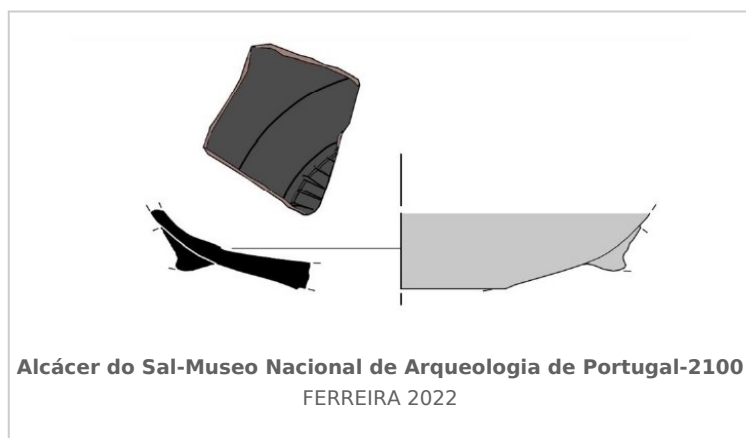 Alcácer do Sal-Museo Nacional de Arqueologia de Portugal-2100
FERREIRA 2022